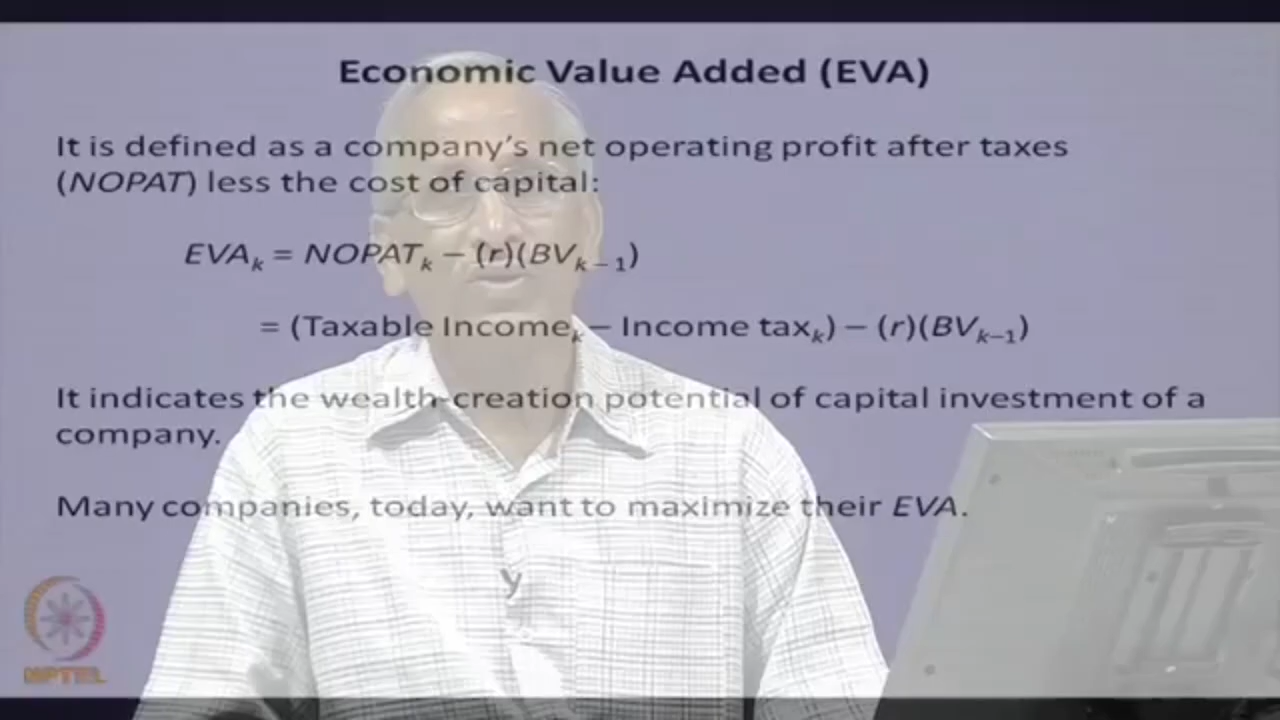 Economic Value Added (EVA)
It is defined as a company's net operating profit after taxes
(NOPAT) less the cost of capital:
EVAₖ = NOPATₖ – (r)(BVₖ₋₁)
= (Taxable Incomeₖ – Income taxₖ) – (r)(BVₖ₋₁)
It indicates the wealth-creation potential of capital investment of a
company.
Many companies, today, want to maximize their EVA.
y
NPTEL